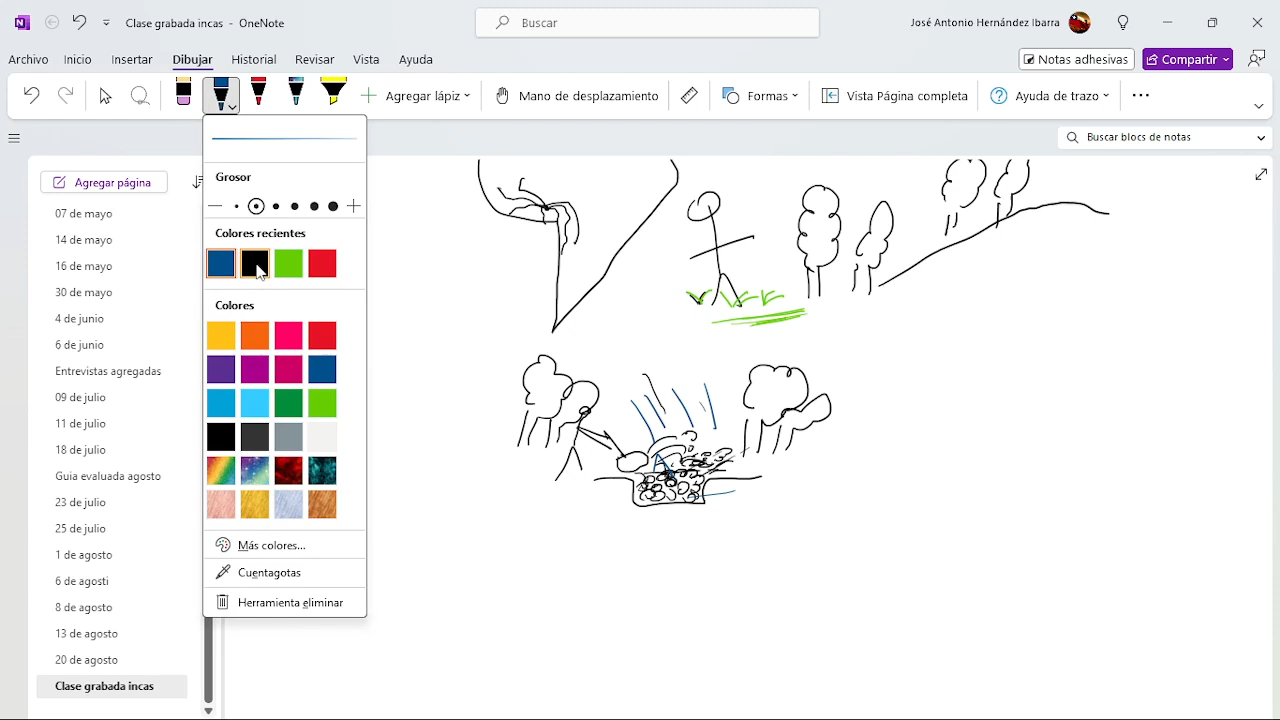 Clase grabada incas - OneNote
Buscar
José Antonio Hernández Ibarra
Archivo Inicio Insertar Dibujar Historial Revisar Vista Ayuda
Notas adhesivas
Compartir
Agregar lápiz
Mano de desplazamiento
Formas
Vista Página completa
Ayuda de trazo
Buscar blocs de notas
Agregar página
07 de mayo
14 de mayo
16 de mayo
30 de mayo
4 de junio
6 de junio
Entrevistas agregadas
09 de julio
11 de julio
18 de julio
Guia evaluada agosto
23 de julio
25 de julio
1 de agosto
6 de agosti
8 de agosto
13 de agosto
20 de agosto
Clase grabada incas
Grosor
Colores recientes
Colores
Más colores...
Cuentagotas
Herramienta eliminar